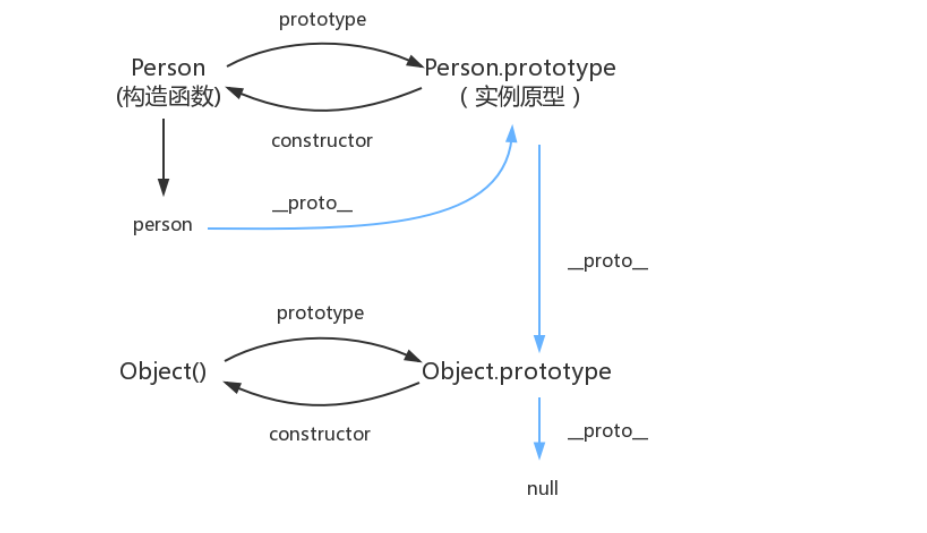 prototype
Person
(构造函数)
Person.prototype
( 实例原型 )
constructor
__proto__
person
__proto__
prototype
Object()
Object.prototype
constructor
__proto__
null